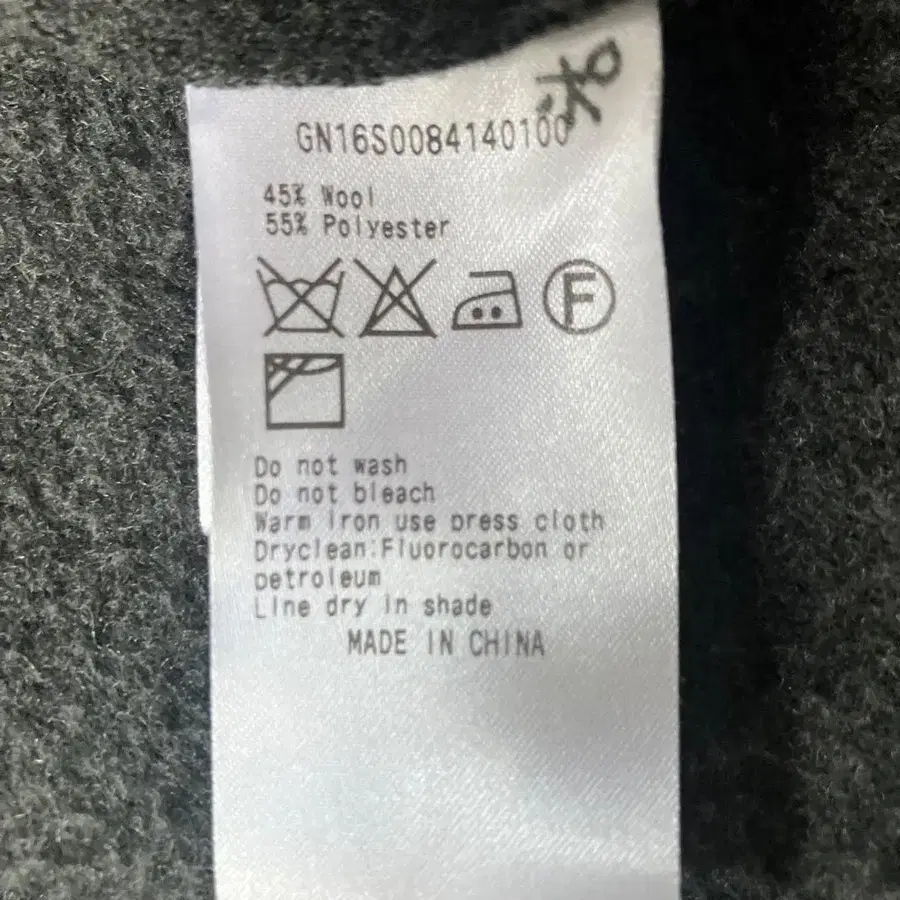 GN16S0084140100
45% Wool
55% Polyester
F
Do not wash
Do not bleach
Warm iron use press cloth
Dryclean:Fluorocarbon or
petroleum
Line dry in shade
MADE IN CHINA